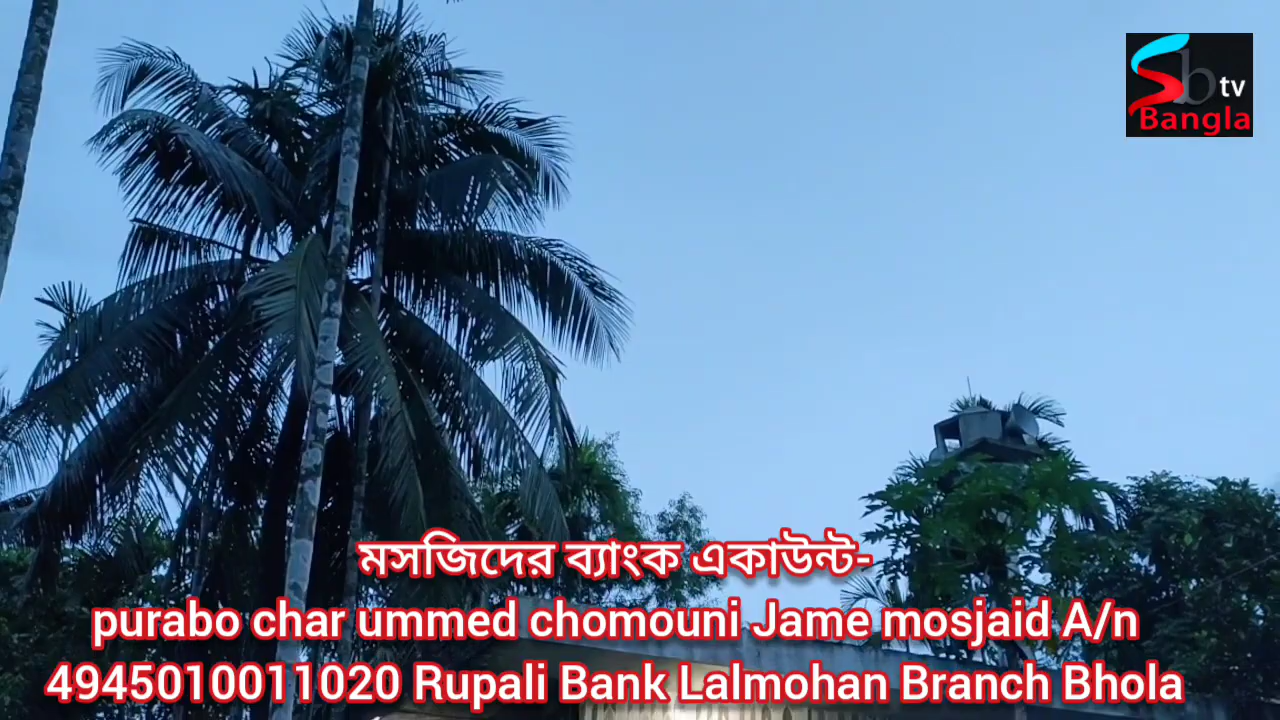 Sb tv
Bangla
মসজিদের ব্যাংক একাউন্ট-
purabo char ummed chomouni Jame mosjaid A/n
4945010011020 Rupali Bank Lalmohan Branch Bhola